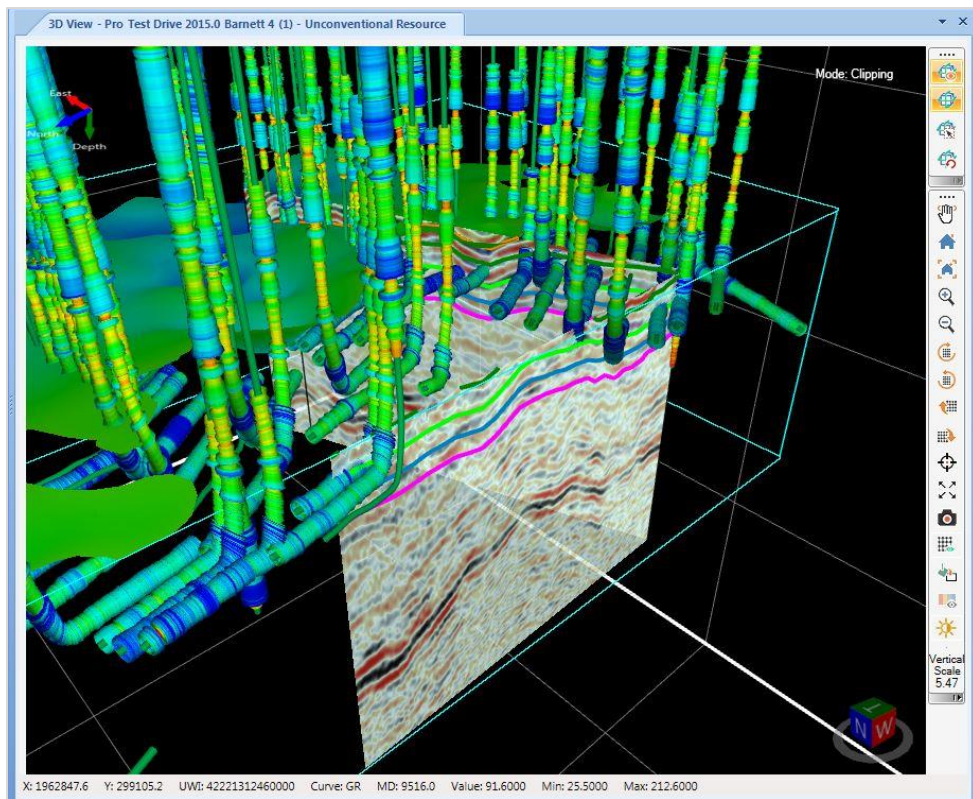 3D View - Pro Test Drive 2015.0 Barnett 4 (1) - Unconventional Resource
Mode: Clipping
East
North
Depth
Vertical
Scale
5.47
T
N W
X: 1962847.6 Y: 299105.2 UWI: 42221312460000 Curve: GR MD: 9516.0 Value: 91.6000 Min: 25.5000 Max: 212.6000